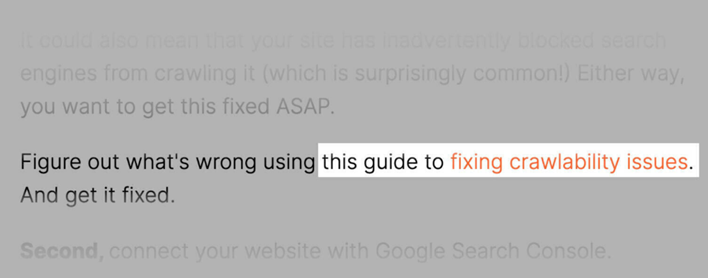 It could also mean that your site has inadvertently blocked search
engines from crawling it (which is surprisingly common!) Either way,
you want to get this fixed ASAP.
Figure out what's wrong using this guide to fixing crawlability issues.
And get it fixed.
Second, connect your website with Google Search Console.